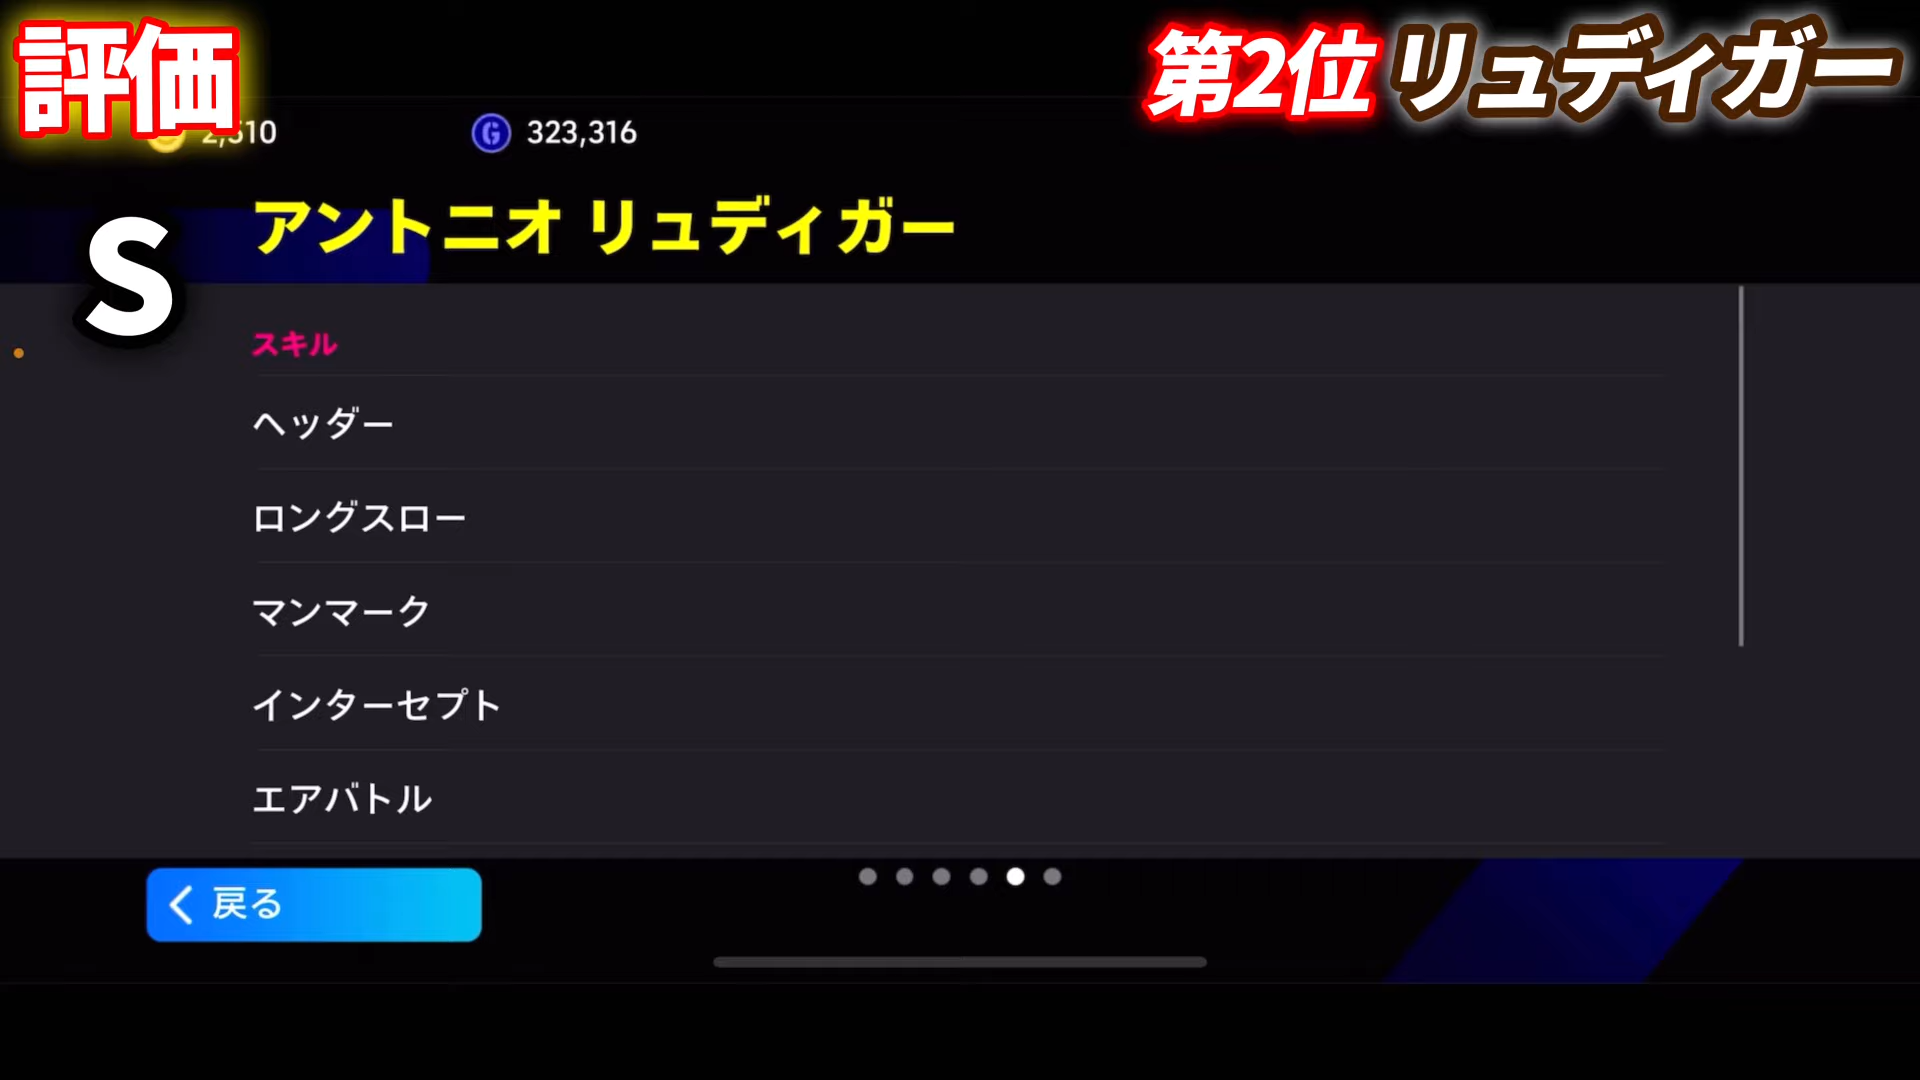 評価
第2位 リュディガー
2,510
323,316
S
アントニオ リュディガー
スキル
ヘッダー
ロングスロー
マンマーク
インターセプト
エアバトル
戻る